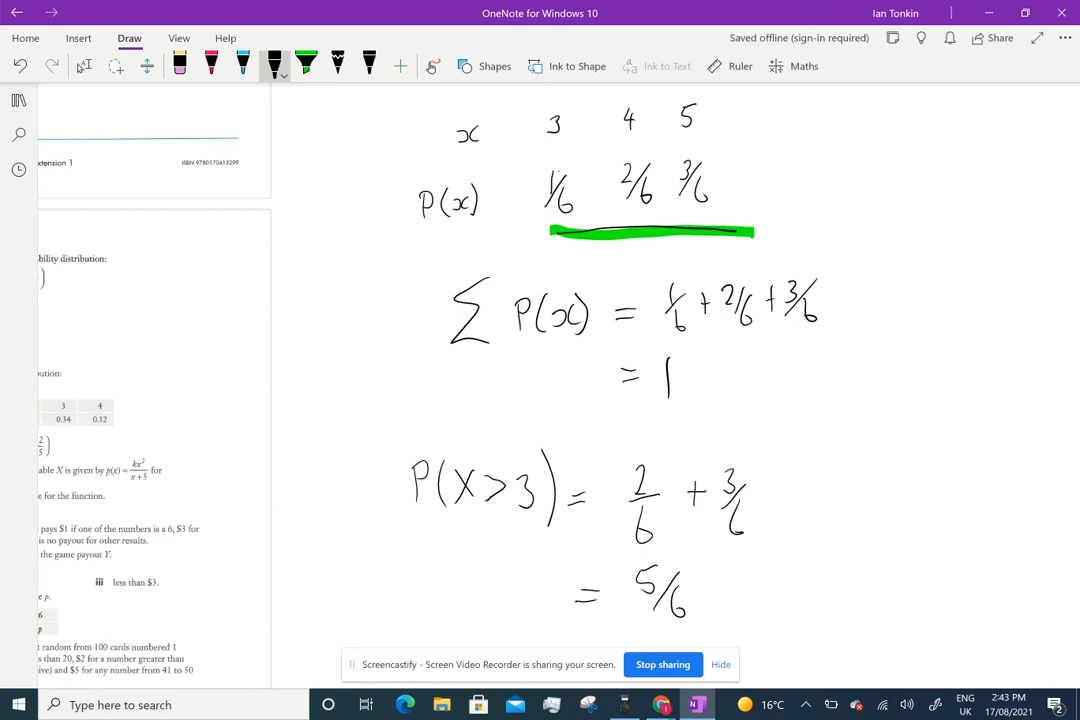 OneNote for Windows 10
Ian Tonkin
Home Insert Draw View Help
Saved offline (sign-in required)
Share
Shapes
Ink to Shape
Ink to Text
Ruler
Maths
x 3 4 5
P(x) 1/6 2/6 3/6
∑ P(x) = 1/6 + 2/6 + 3/6
= 1
P(X>3) = 2/6 + 3/6
= 5/6
xtension 1
ISBN 9780170413299
bility distribution:
ution:
3 4
0.34 0.12
2/5)
able X is given by p(x) = kx²/x+5 for
e for the function.
pays $1 if one of the numbers is a 6, $3 for
is no payout for other results.
the game payout Y.
iii less than $3.
e p.
6
p
t random from 100 cards numbered 1
s than 20, $2 for a number greater than
sive) and $5 for any number from 41 to 50
Screencastify - Screen Video Recorder is sharing your screen.
Stop sharing
Hide
Type here to search
16°C
ENG
UK
2:43 PM
17/08/2021
2